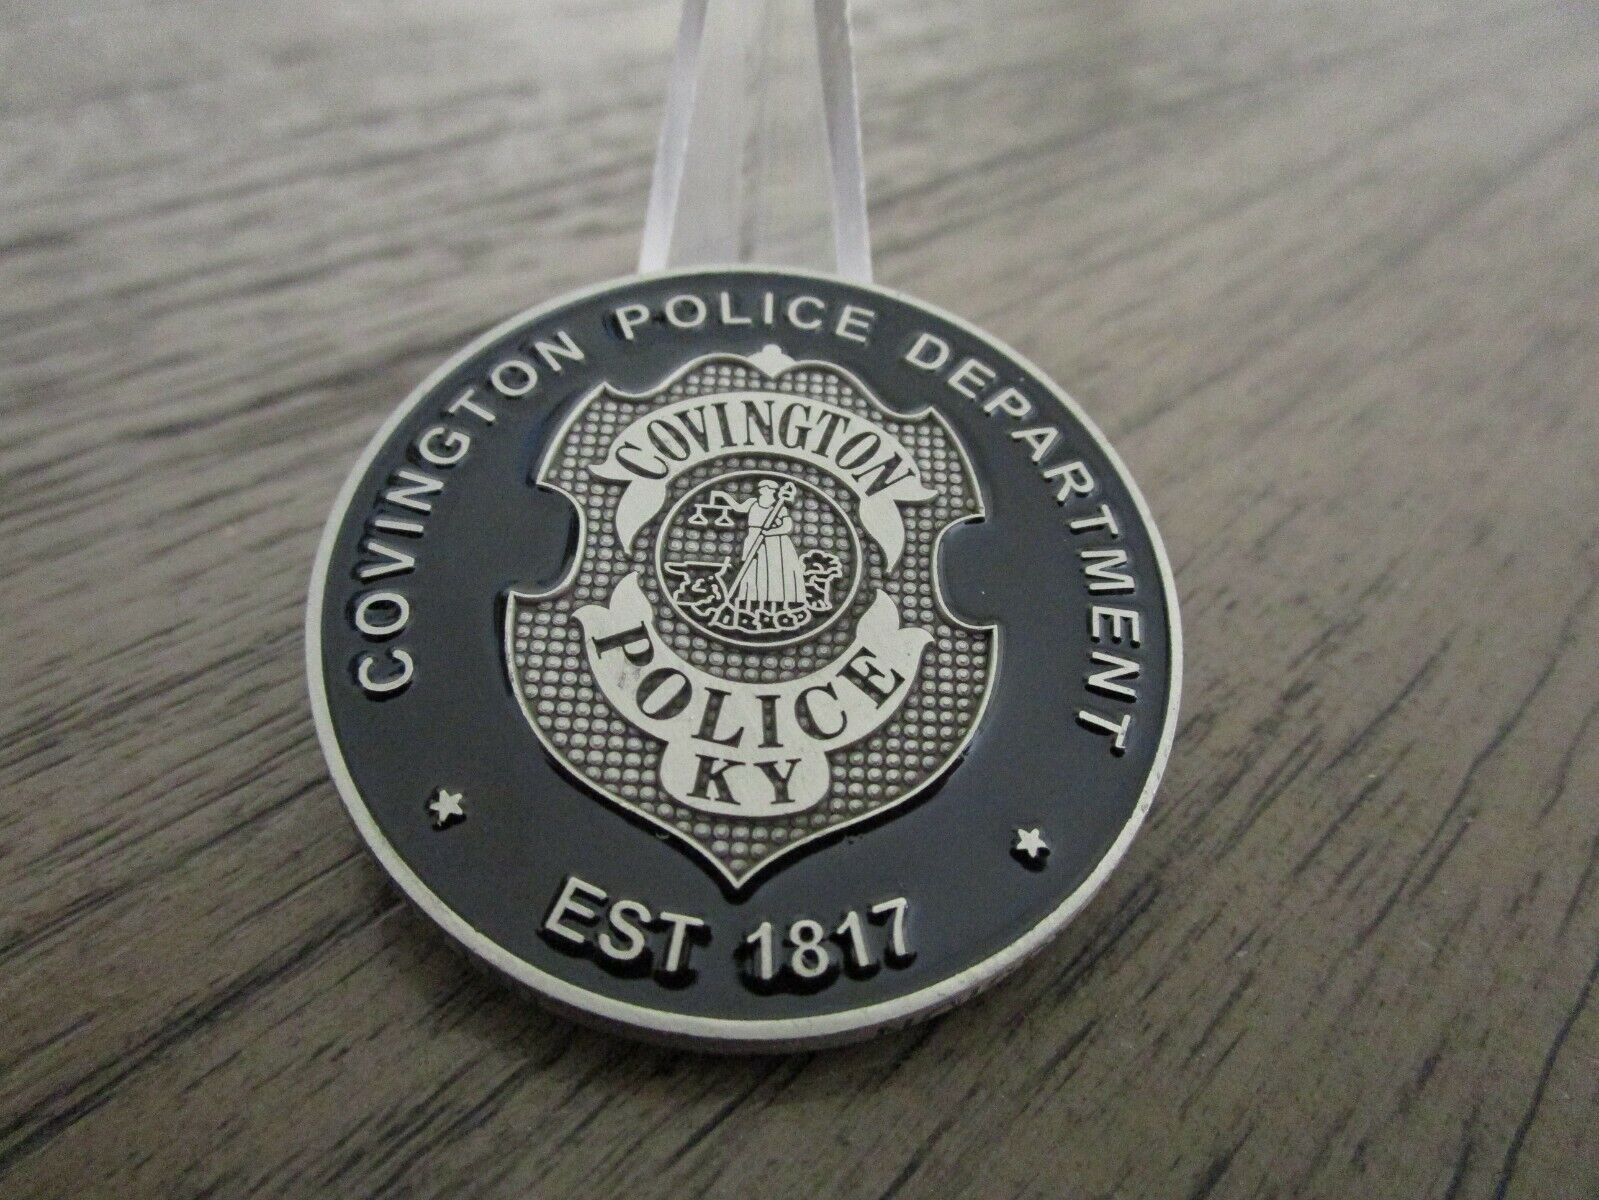 COVINGTON POLICE DEPARTMENT
COVINGTON
POLICE
KY
EST 1817